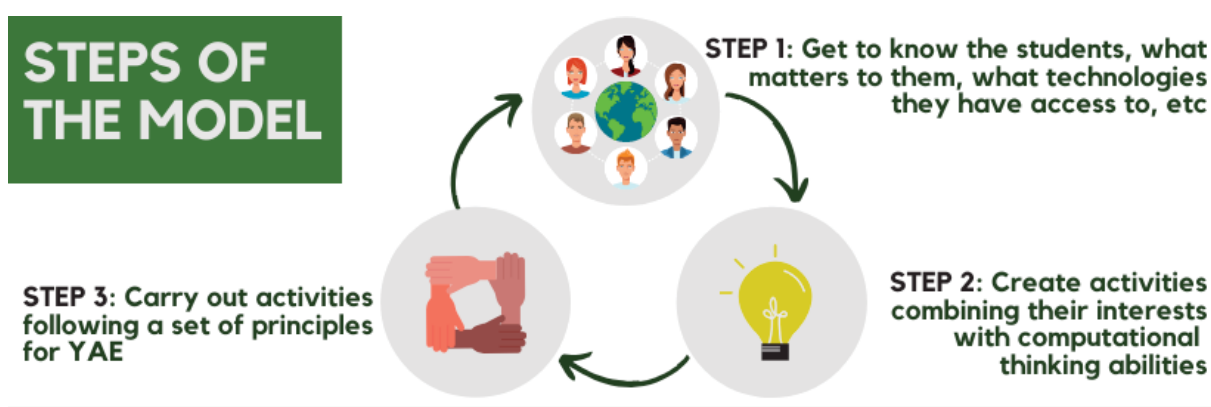 STEPS OF
THE MODEL
STEP 1: Get to know the students, what
matters to them, what technologies
they have access to, etc
STEP 2: Create activities
combining their interests
with computational
thinking abilities
STEP 3: Carry out activities
following a set of principles
for YAE